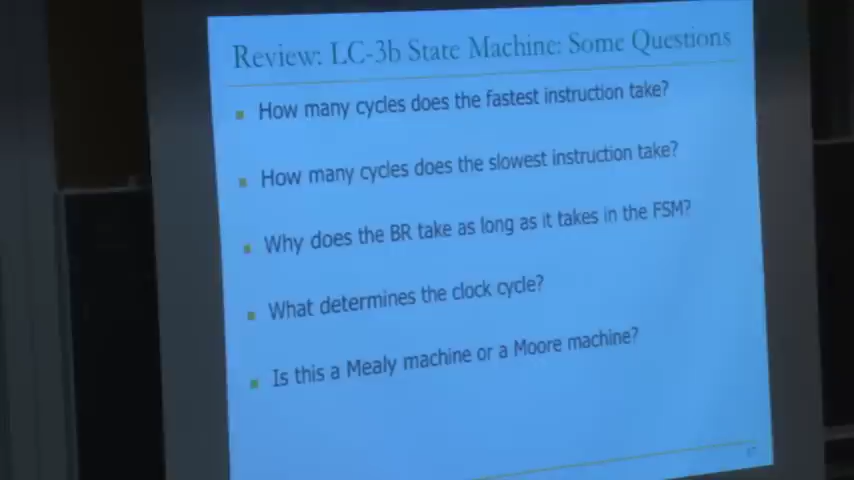 Review: LC-3b State Machine: Some Questions
How many cycles does the fastest instruction take?
How many cycles does the slowest instruction take?
Why does the BR take as long as it takes in the FSM?
What determines the clock cycle?
Is this a Mealy machine or a Moore machine?